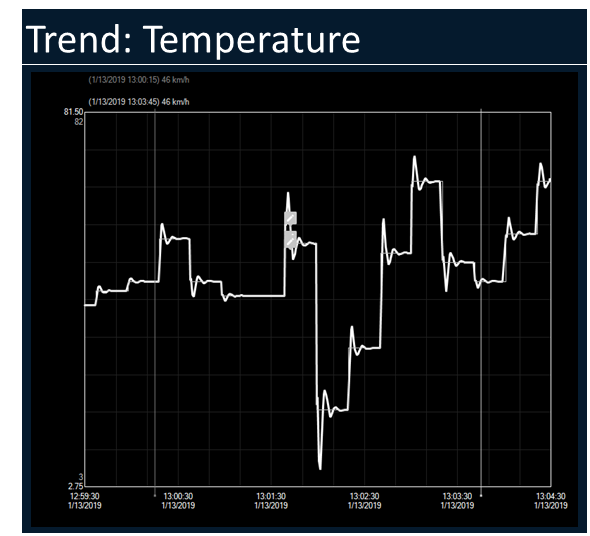 Trend: Temperature
(1/13/2019 13:00:15) 46 km/h
(1/13/2019 13:03:45) 46 km/h
81.50
82
3
2.75
12:59:30 13:00:30 13:01:30 13:02:30 13:03:30 13:04:30
1/13/2019 1/13/2019 1/13/2019 1/13/2019 1/13/2019 1/13/2019